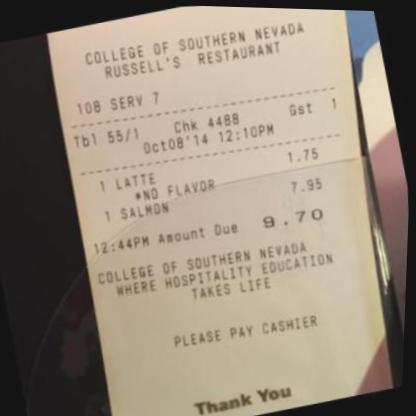 COLLEGE OF SOUTHERN NEVADA
RUSSELL'S RESTAURANT
108 SERV 7
Tbl 55/1 Chk 4488 Gst 1
Oct08'14 12:10PM
1 LATTE 1.75
*NO FLAVOR
1 SALMON 7.95
12:44PM Amount Due 9.70
COLLEGE OF SOUTHERN NEVADA
WHERE HOSPITALITY EDUCATION
TAKES LIFE
PLEASE PAY CASHIER
Thank You